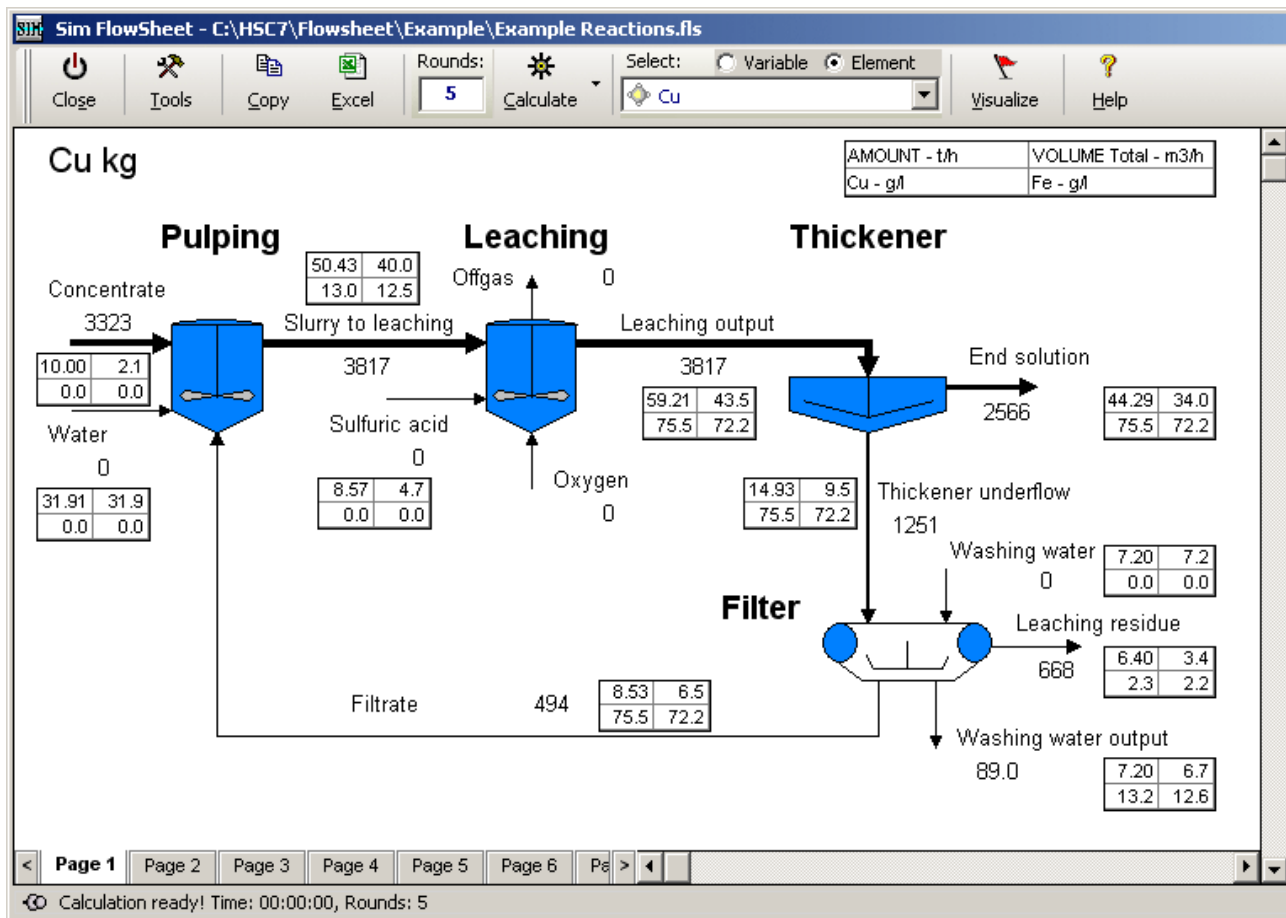 SIM Sim FlowSheet - C:\HSC7\Flowsheet\Example\Example Reactions.fls
Close Tools Copy Excel Rounds: 5 Calculate Select: Variable Element Cu Visualize Help
Cu kg
AMOUNT - t/h VOLUME Total - m3/h
Cu - g/l Fe - g/l
Pulping Leaching Thickener
50.43 40.0
13.0 12.5
Offgas 0
Concentrate
3323
Slurry to leaching
3817
Leaching output
3817
End solution
2566
10.00 2.1
0.0 0.0
59.21 43.5
75.5 72.2
44.29 34.0
75.5 72.2
Water
0
31.91 31.9
0.0 0.0
Sulfuric acid
0
8.57 4.7
0.0 0.0
Oxygen
0
14.93 9.5
75.5 72.2
Thickener underflow
1251
Washing water
0
7.20 7.2
0.0 0.0
Filter
Leaching residue
668
6.40 3.4
2.3 2.2
Filtrate 494
8.53 6.5
75.5 72.2
Washing water output
89.0
7.20 6.7
13.2 12.6
< Page 1 Page 2 Page 3 Page 4 Page 5 Page 6 Pa >
Calculation ready! Time: 00:00:00, Rounds: 5